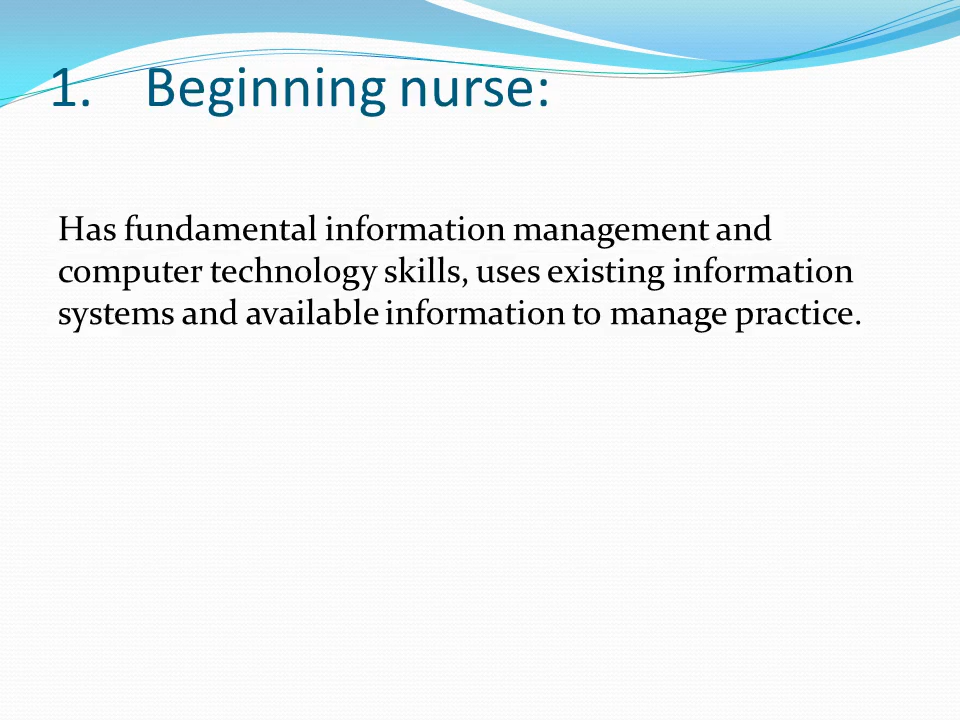 1. Beginning nurse:
Has fundamental information management and
computer technology skills, uses existing information
systems and available information to manage practice.